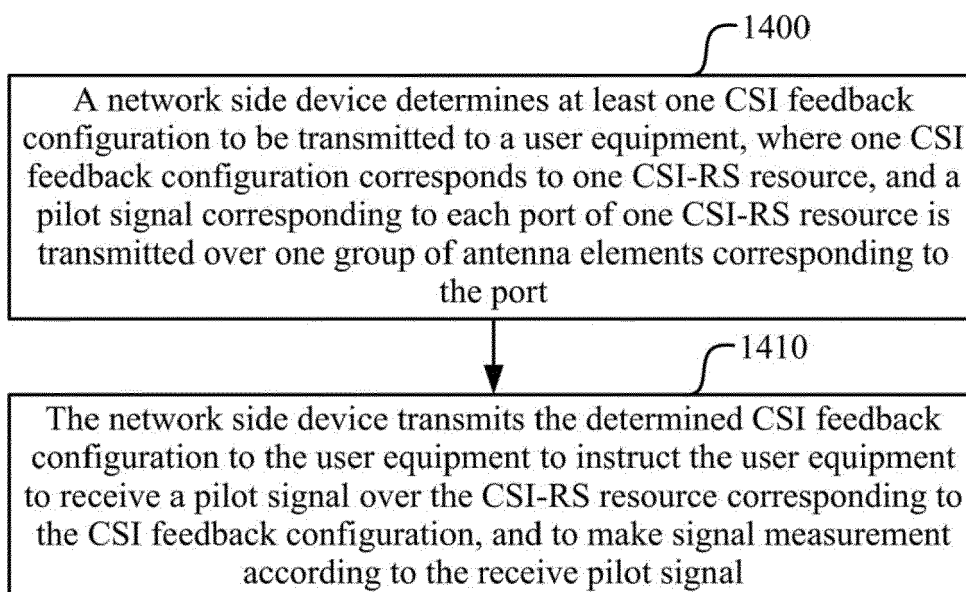 1400
A network side device determines at least one CSI feedback
configuration to be transmitted to a user equipment, where one CSI
feedback configuration corresponds to one CSI-RS resource, and a
pilot signal corresponding to each port of one CSI-RS resource is
transmitted over one group of antenna elements corresponding to
the port
1410
The network side device transmits the determined CSI feedback
configuration to the user equipment to instruct the user equipment
to receive a pilot signal over the CSI-RS resource corresponding to
the CSI feedback configuration, and to make signal measurement
according to the receive pilot signal